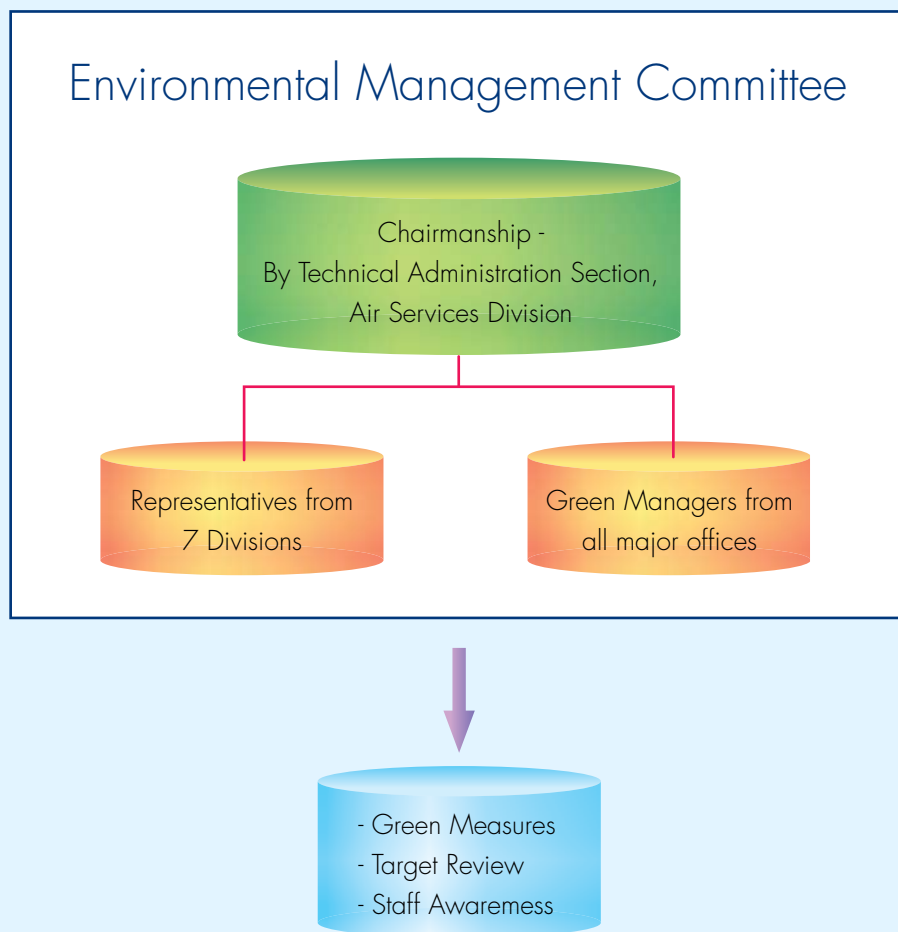 Environmental Management Committee
Chairmanship -
By Technical Administration Section,
Air Services Division
Representatives from
7 Divisions
Green Managers from
all major offices
- Green Measures
- Target Review
- Staff Awaremess